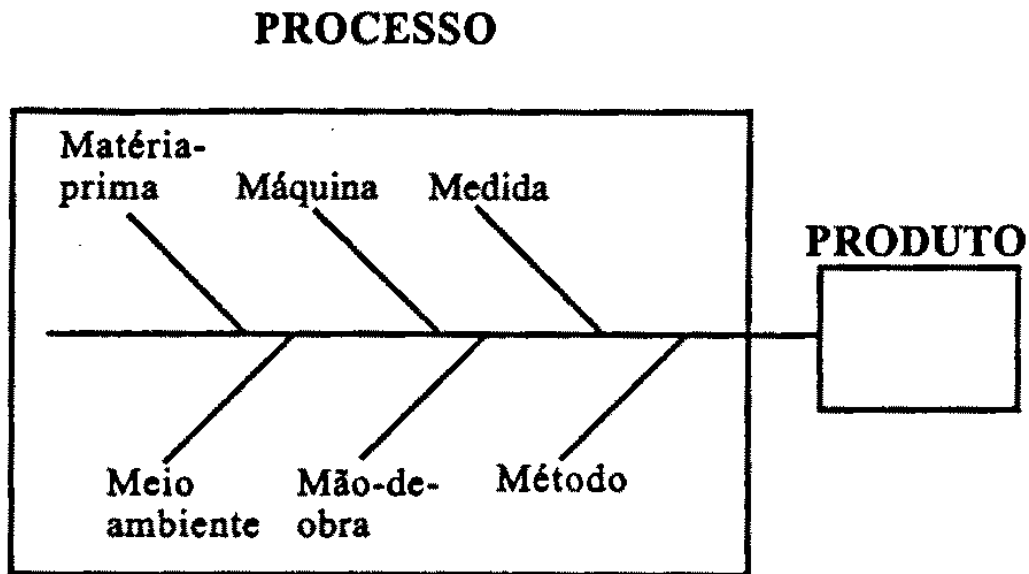 PROCESSO
Matéria-
prima
Máquina
Medida
PRODUTO
Meio
ambiente
Mão-de-
obra
Método